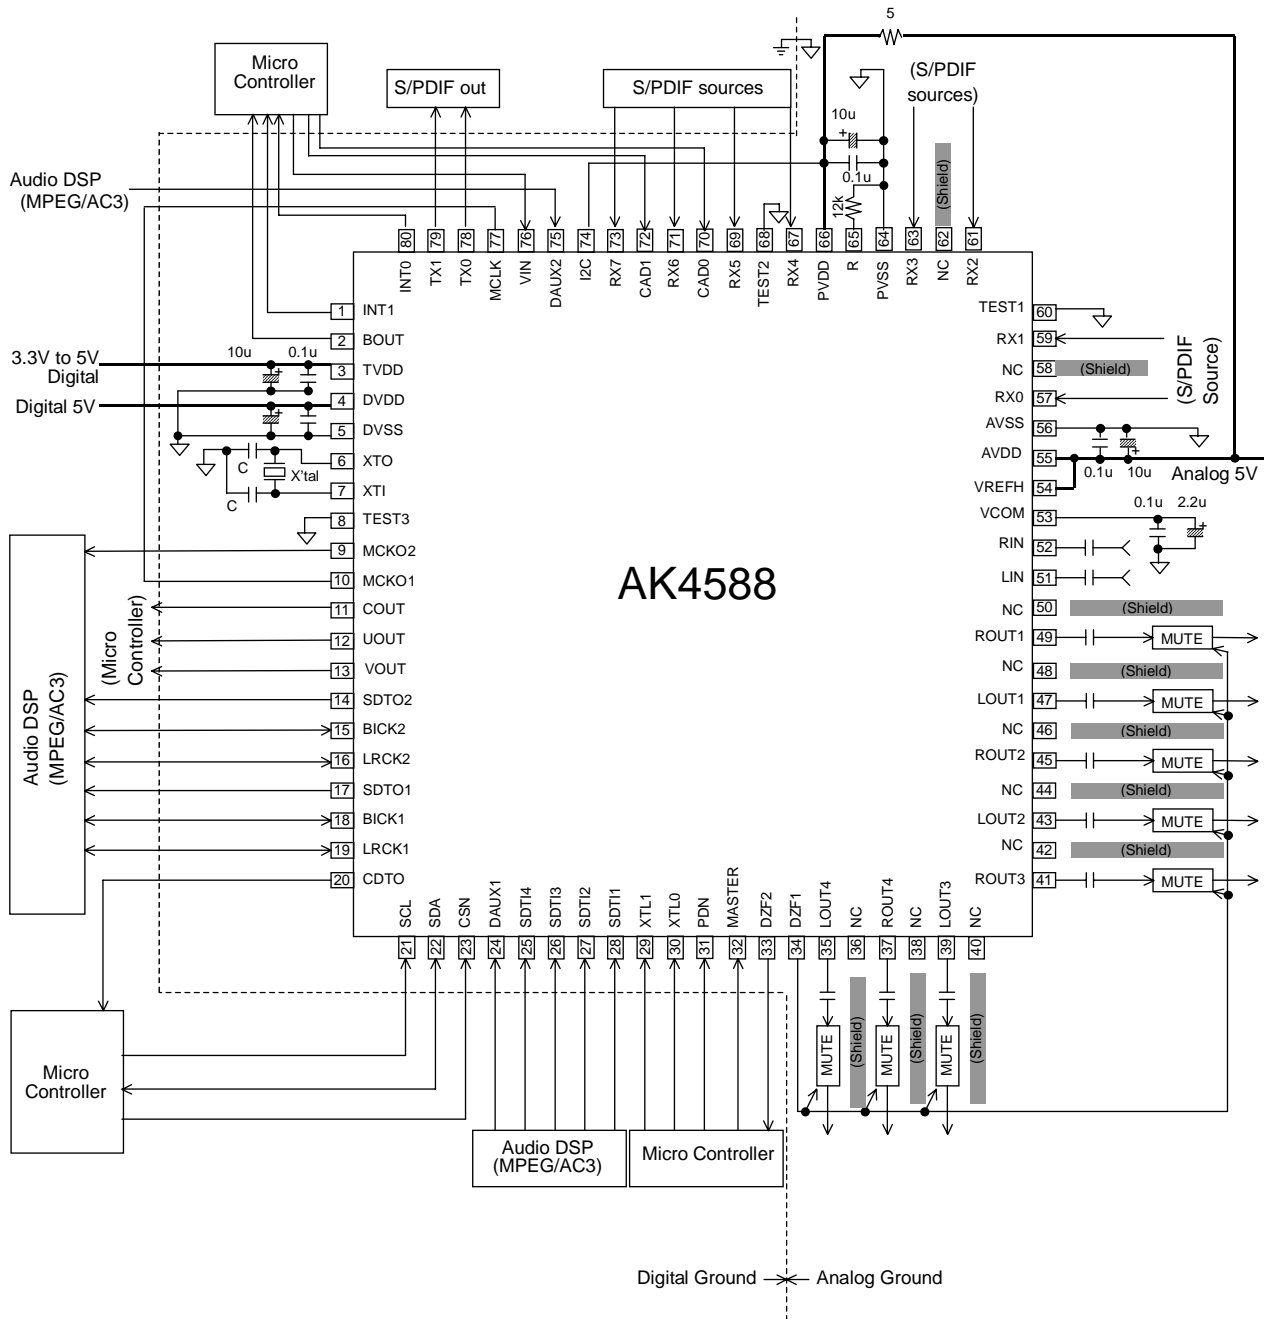 5
Micro
Controller
S/PDIF out
S/PDIF sources
(S/PDIF
sources)
10u
+
0.1u
12k
(Shield)
Audio DSP
(MPEG/AC3)
80
79
78
77
76
75
74
73
72
71
70
69
68
67
66
65
64
63
62
61
INT0
TX1
TX0
MCLK
VIN
DAUX2
I2C
RX7
CAD1
RX6
CAD0
RX5
TEST2
RX4
PVDD
R
PVSS
RX3
NC
RX2
1 INT1
2 BOUT
3 TVDD
4 DVDD
5 DVSS
6 XTO
7 XTI
8 TEST3
9 MCKO2
10 MCKO1
11 COUT
12 UOUT
13 VOUT
14 SDTO2
15 BICK2
16 LRCK2
17 SDTO1
18 BICK1
19 LRCK1
20 CDTO
3.3V to 5V
Digital
10u
0.1u
+
Digital 5V
+
C
X'tal
C
(Micro
Controller)
Audio DSP
(MPEG/AC3)
AK4588
TEST1 60
RX1 59
NC 58 (Shield)
RX0 57
AVSS 56
AVDD 55
VREFH 54
VCOM 53
RIN 52
LIN 51
NC 50 (Shield)
ROUT1 49 MUTE
NC 48 (Shield)
LOUT1 47 MUTE
NC 46 (Shield)
ROUT2 45 MUTE
NC 44 (Shield)
LOUT2 43 MUTE
NC 42 (Shield)
ROUT3 41 MUTE
(S/PDIF
Source)
0.1u
10u
+
Analog 5V
0.1u
2.2u
+
SCL
SDA
CSN
DAUX1
SDTI4
SDTI3
SDTI2
SDTI1
XTL1
XTL0
PDN
MASTER
DZF2
DZF1
LOUT4
NC
ROUT4
NC
LOUT3
NC
21
22
23
24
25
26
27
28
29
30
31
32
33
34
35
36
37
38
39
40
MUTE
(Shield)
MUTE
(Shield)
MUTE
(Shield)
Micro
Controller
Audio DSP
(MPEG/AC3)
Micro Controller
Digital Ground
Analog Ground